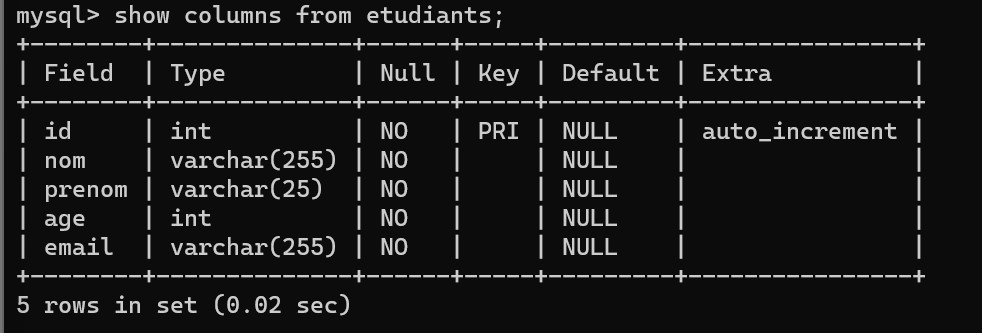 mysql> show columns from etudiants;
+--------+--------------+------+-----+---------+----------------+
| Field  | Type         | Null | Key | Default | Extra          |
+--------+--------------+------+-----+---------+----------------+
| id     | int          | NO   | PRI | NULL    | auto_increment |
| nom    | varchar(255) | NO   |     | NULL    |                |
| prenom | varchar(25)  | NO   |     | NULL    |                |
| age    | int          | NO   |     | NULL    |                |
| email  | varchar(255) | NO   |     | NULL    |                |
+--------+--------------+------+-----+---------+----------------+
5 rows in set (0.02 sec)